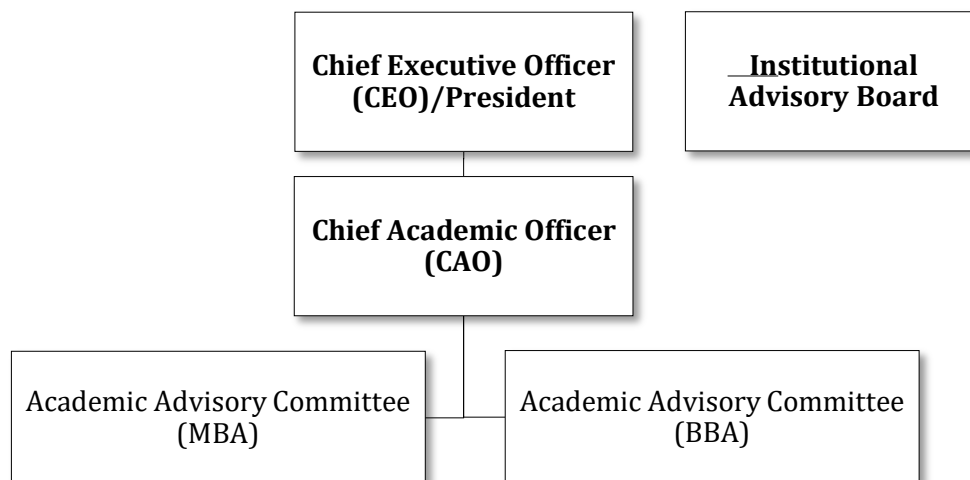 Chief Executive Officer
(CEO)/President
Institutional
Advisory Board
Chief Academic Officer
(CAO)
Academic Advisory Committee
(MBA)
Academic Advisory Committee
(BBA)